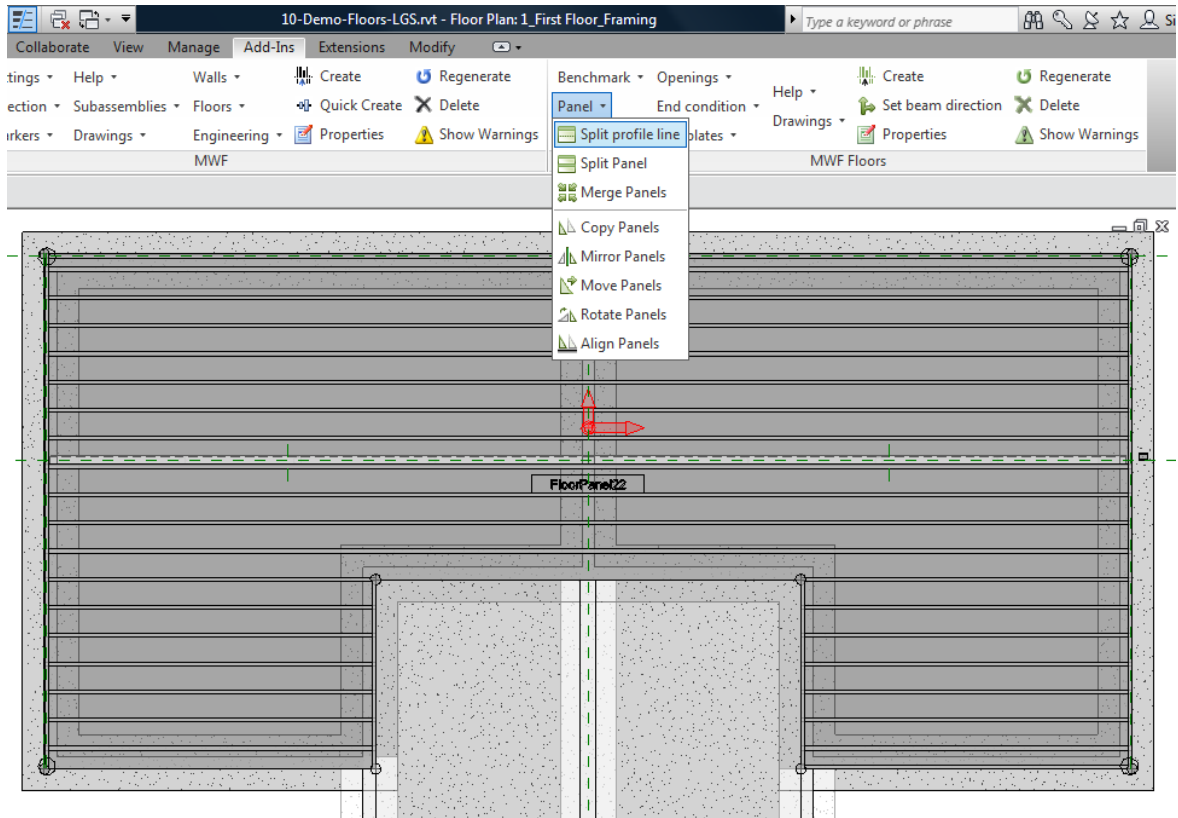 10-Demo-Floors-LGS.rvt - Floor Plan: 1_First Floor_Framing Type a keyword or phrase Si
Collaborate View Manage Add-Ins Extensions Modify
ttings Help Walls Create Regenerate Benchmark Openings Help Create Regenerate
ection Subassemblies Floors Quick Create Delete Panel End condition Drawings Set beam direction Delete
rkers Drawings Engineering Properties Show Warnings Split profile line plates Properties Show Warnings
MWF MWF Floors
Split Panel
Merge Panels
Copy Panels
Mirror Panels
Move Panels
Rotate Panels
Align Panels
FloorPanel22